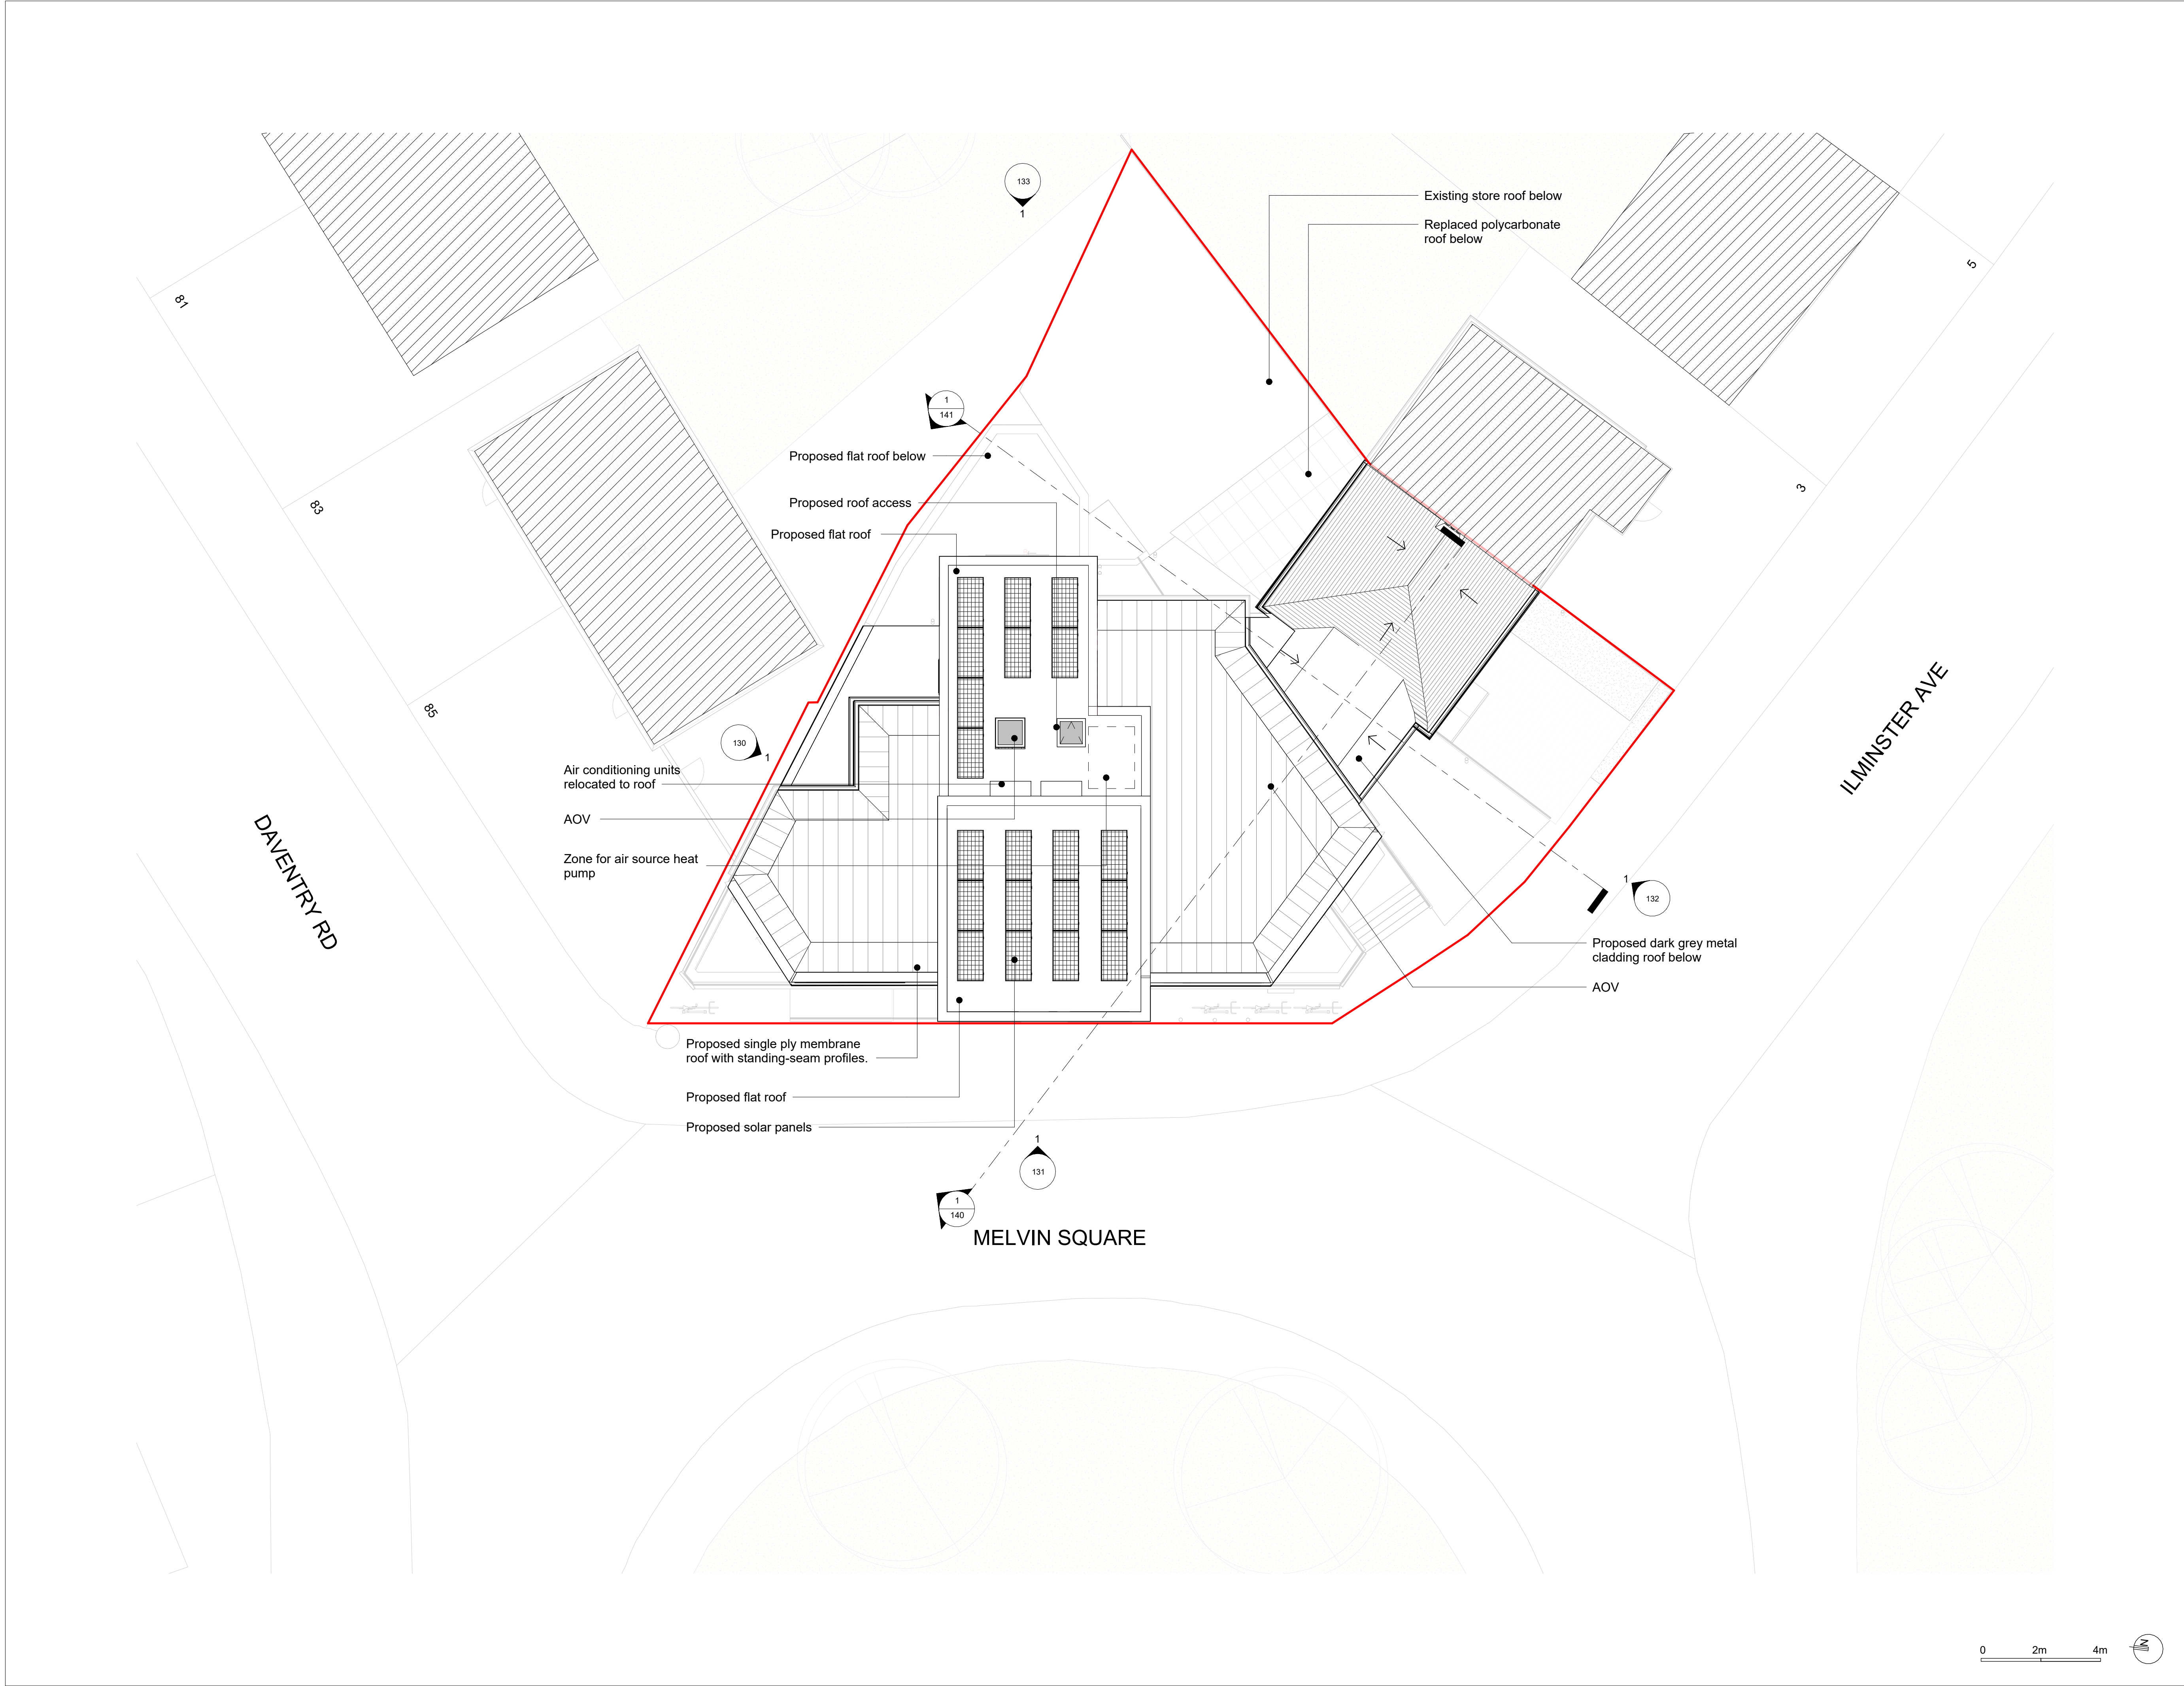 133
1
Existing store roof below
Replaced polycarbonate
roof below
5
81
1
141
Proposed flat roof below
3
83
Proposed roof access
Proposed flat roof
85
130
1
ILMINSTER AVE
Air conditioning units
relocated to roof
AOV
Zone for air source heat
pump
DAVENTRY RD
1
132
Proposed dark grey metal
cladding roof below
AOV
Proposed single ply membrane
roof with standing-seam profiles.
Proposed flat roof
Proposed solar panels
1
131
1
140
MELVIN SQUARE
0 2m 4m
N